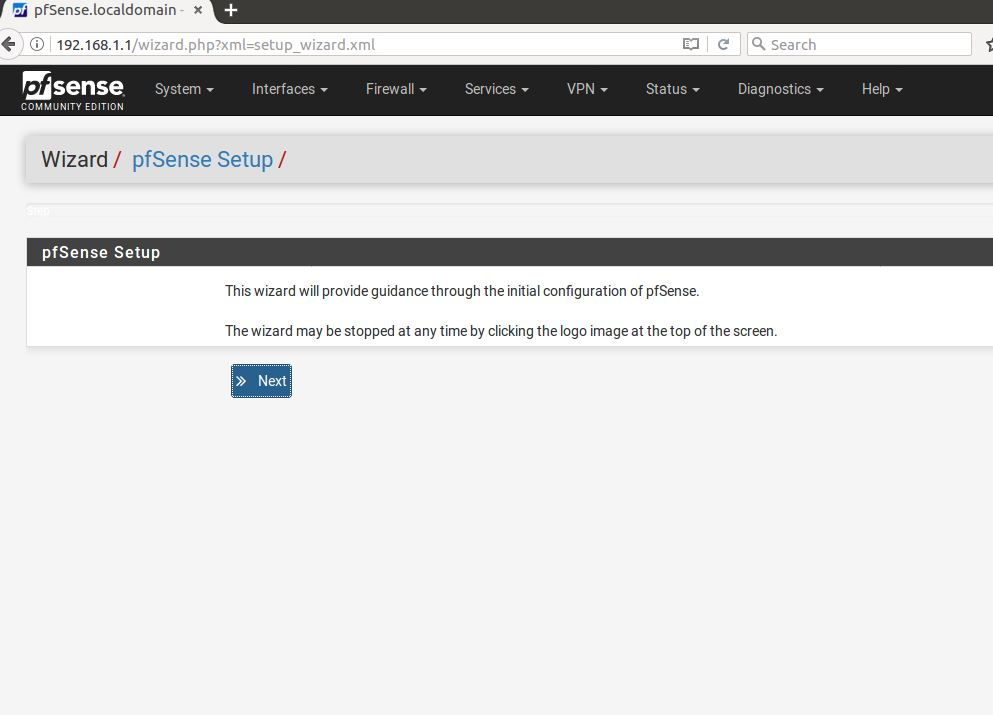 pfSense.localdomain -
192.168.1.1/wizard.php?xml=setup_wizard.xml Search
pfsense
COMMUNITY EDITION
System Interfaces Firewall Services VPN Status Diagnostics Help
Wizard / pfSense Setup /
Step
pfSense Setup
This wizard will provide guidance through the initial configuration of pfSense.
The wizard may be stopped at any time by clicking the logo image at the top of the screen.
Next